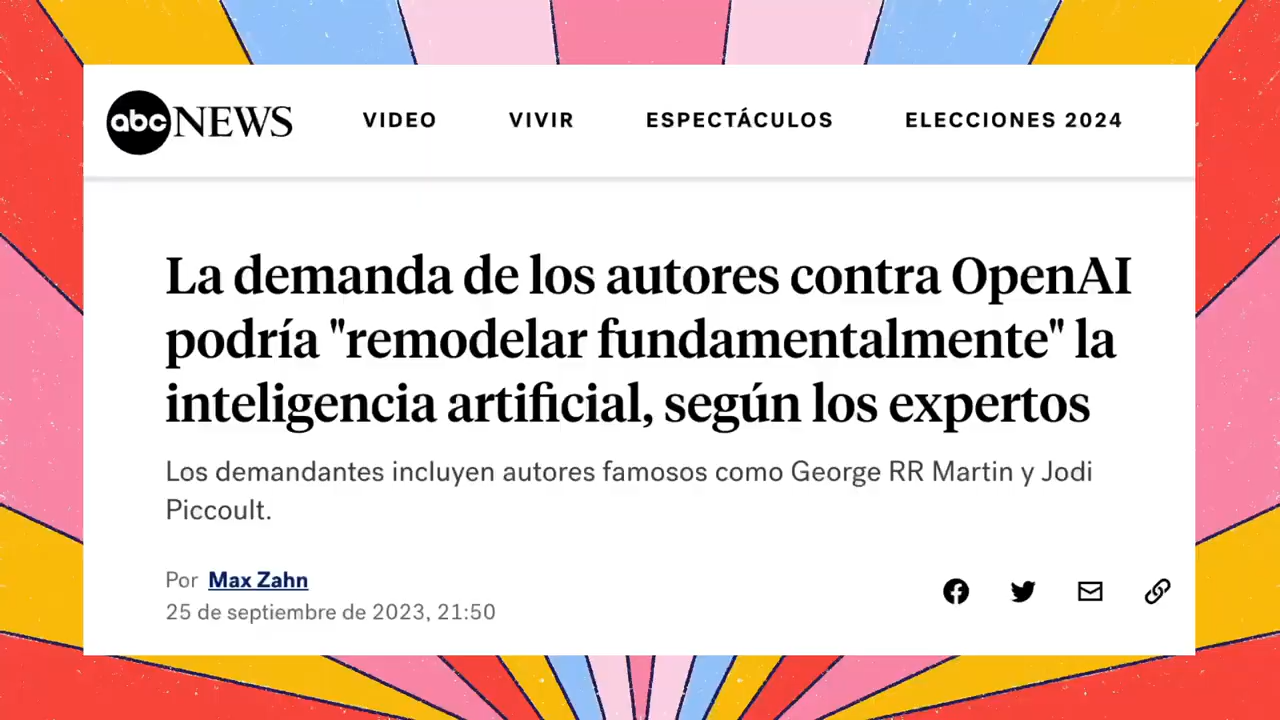 abc NEWS VIDEO VIVIR ESPECTÁCULOS ELECCIONES 2024
La demanda de los autores contra OpenAI
podría "remodelar fundamentalmente" la
inteligencia artificial, según los expertos
Los demandantes incluyen autores famosos como George RR Martin y Jodi
Piccoult.
Por Max Zahn
25 de septiembre de 2023, 21:50